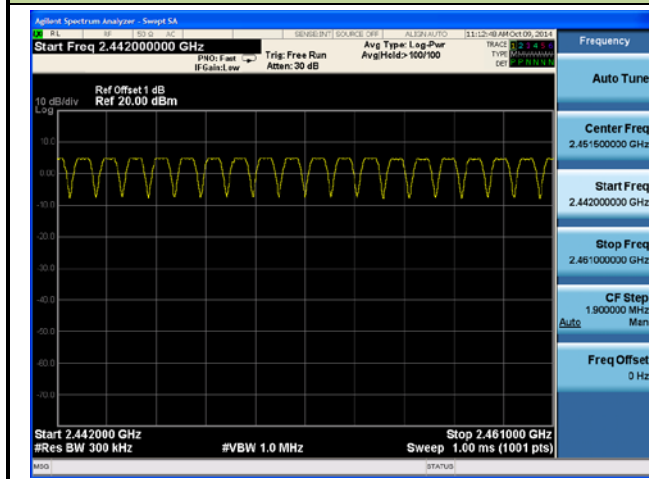 Agilent Spectrum Analyzer - Swept SA
RL RF 50 Ω AC SENSE:INT SOURCE OFF ALIGN AUTO 11:12:48 AM Oct 09, 2014
Start Freq 2.442000000 GHz
PNO: Fast
IFGain:Low
Trig: Free Run
Atten: 30 dB
Avg Type: Log-Pwr
Avg|Hold:>100/100
TRACE 1 2 3 4 5 6
TYPE
DET P P N N N N
Ref Offset 1 dB
Ref 20.00 dBm
10 dB/div
Log
10.0
0.00
-10.0
-20.0
-30.0
-40.0
-50.0
-60.0
-70.0
Start 2.442000 GHz
Stop 2.461000 GHz
#Res BW 300 kHz
#VBW 1.0 MHz
Sweep 1.00 ms (1001 pts)
MSG
STATUS
Frequency
Auto Tune
Center Freq
2.451500000 GHz
Start Freq
2.442000000 GHz
Stop Freq
2.461000000 GHz
CF Step
1.900000 MHz
Auto Man
Freq Offset
0 Hz